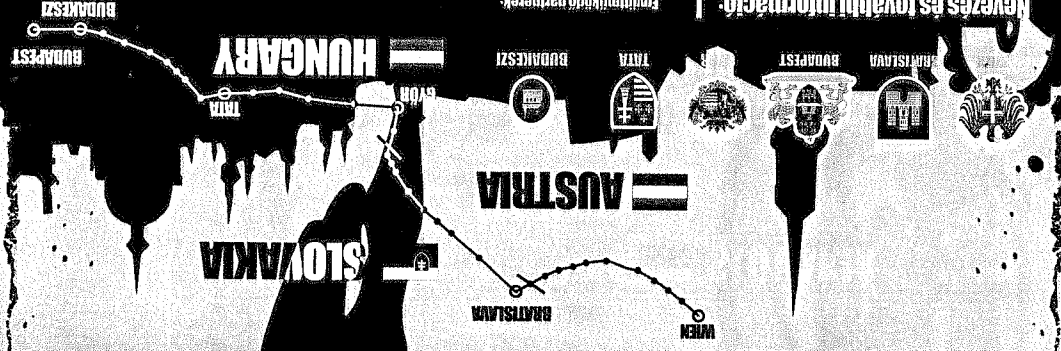 WIEN
BRATISLAVA
SLOVAKIA
AUSTRIA
GYŐR
TATA
HUNGARY
BRATISLAVA
BUDAPEST
TATA
BUDAKESZI
BUDAPEST
BUDAKESZI
Nevezés és további információ:
Együttműködő partnerek: